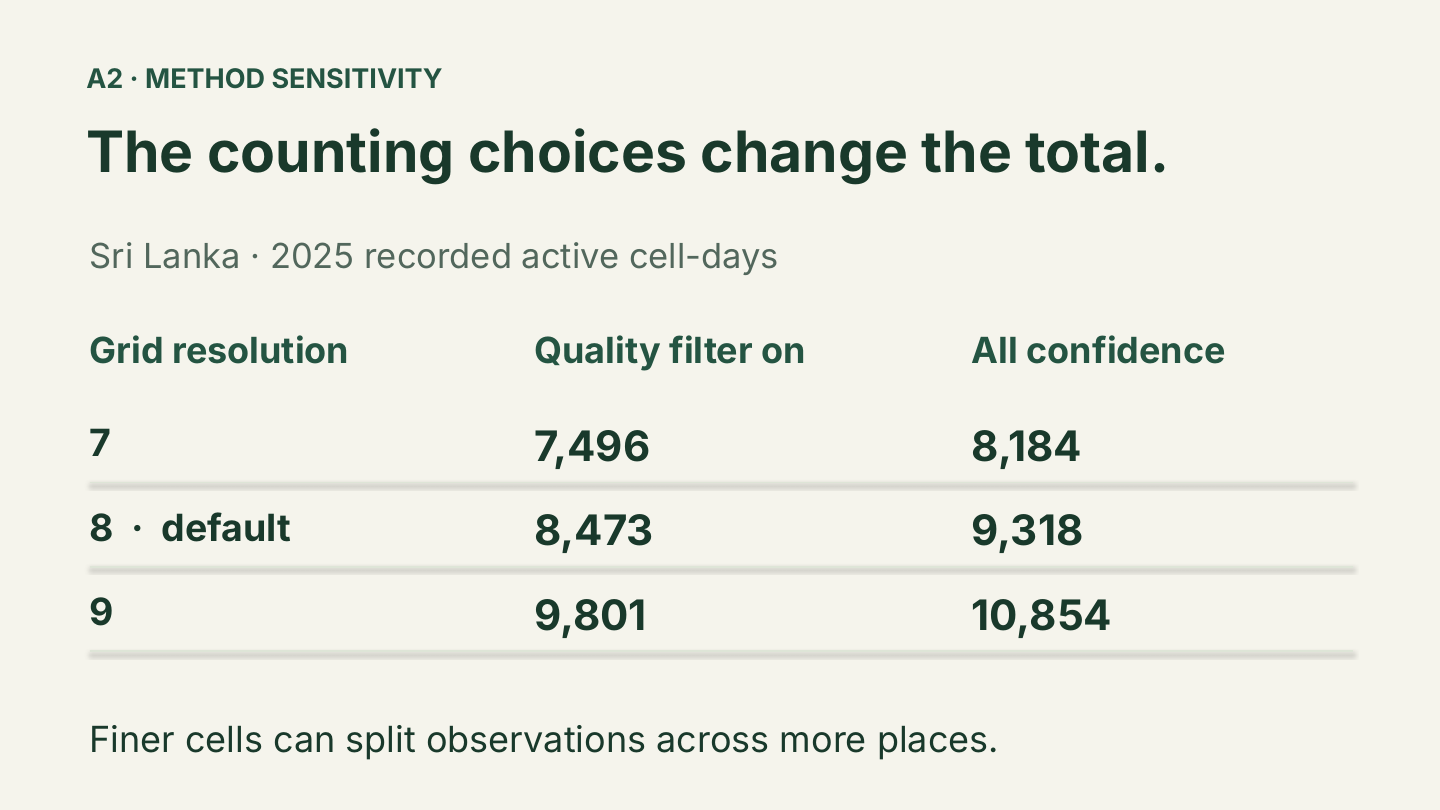 A2 · METHOD SENSITIVITY
The counting choices change the total.
Sri Lanka · 2025 recorded active cell-days
Grid resolution Quality filter on All confidence
7 7,496 8,184
8 · default 8,473 9,318
9 9,801 10,854
Finer cells can split observations across more places.